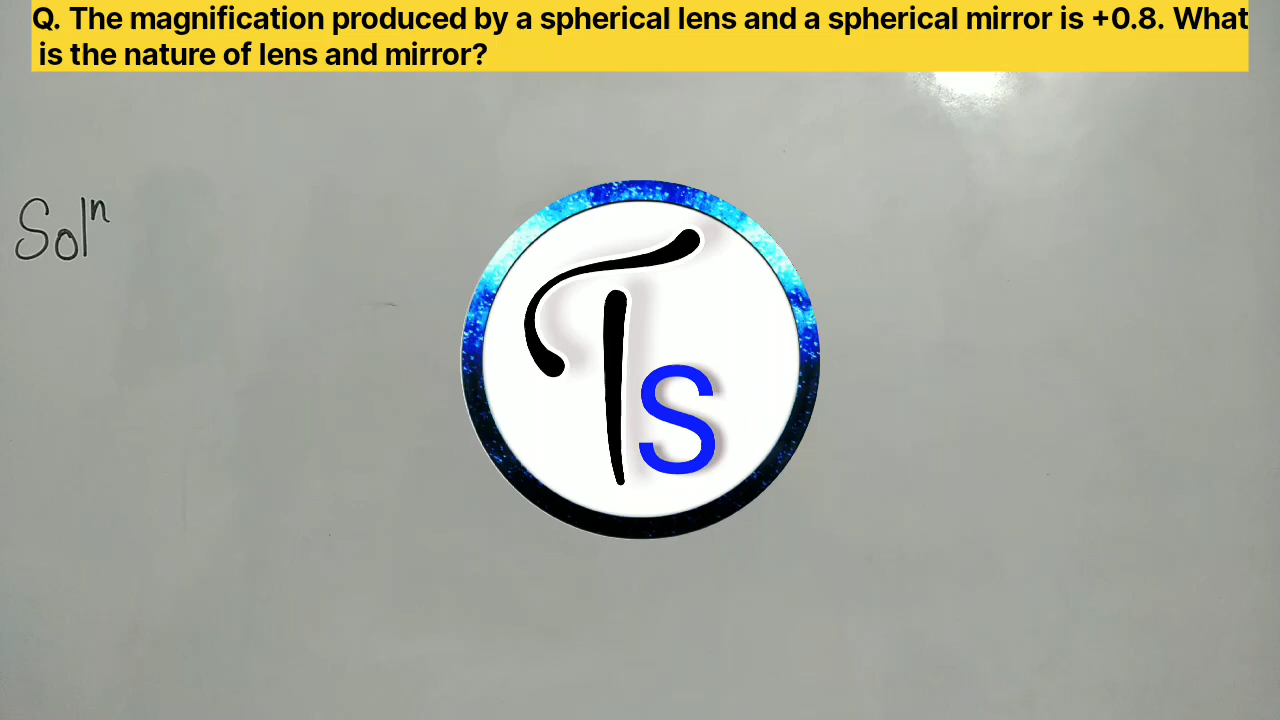 Q. The magnification produced by a spherical lens and a spherical mirror is +0.8. What
is the nature of lens and mirror?
Solⁿ
Ts